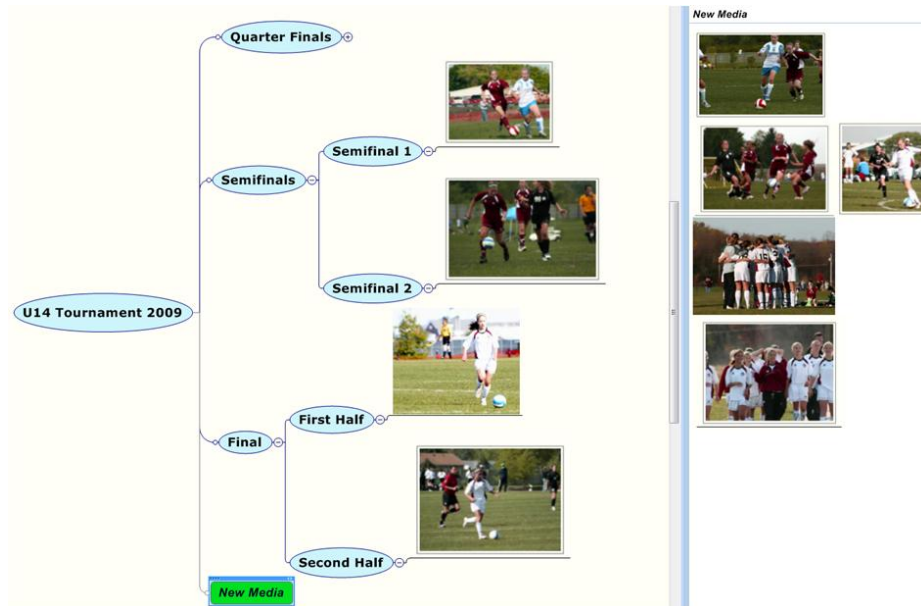 New Media
Quarter Finals
Semifinal 1
Semifinals
Semifinal 2
U14 Tournament 2009
First Half
Final
Second Half
New Media